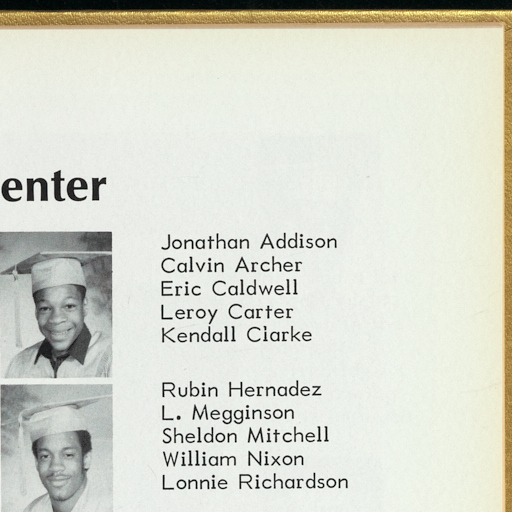 enter
Jonathan Addison
Calvin Archer
Eric Caldwell
Leroy Carter
Kendall Clarke
Rubin Hernadez
L. Megginson
Sheldon Mitchell
William Nixon
Lonnie Richardson